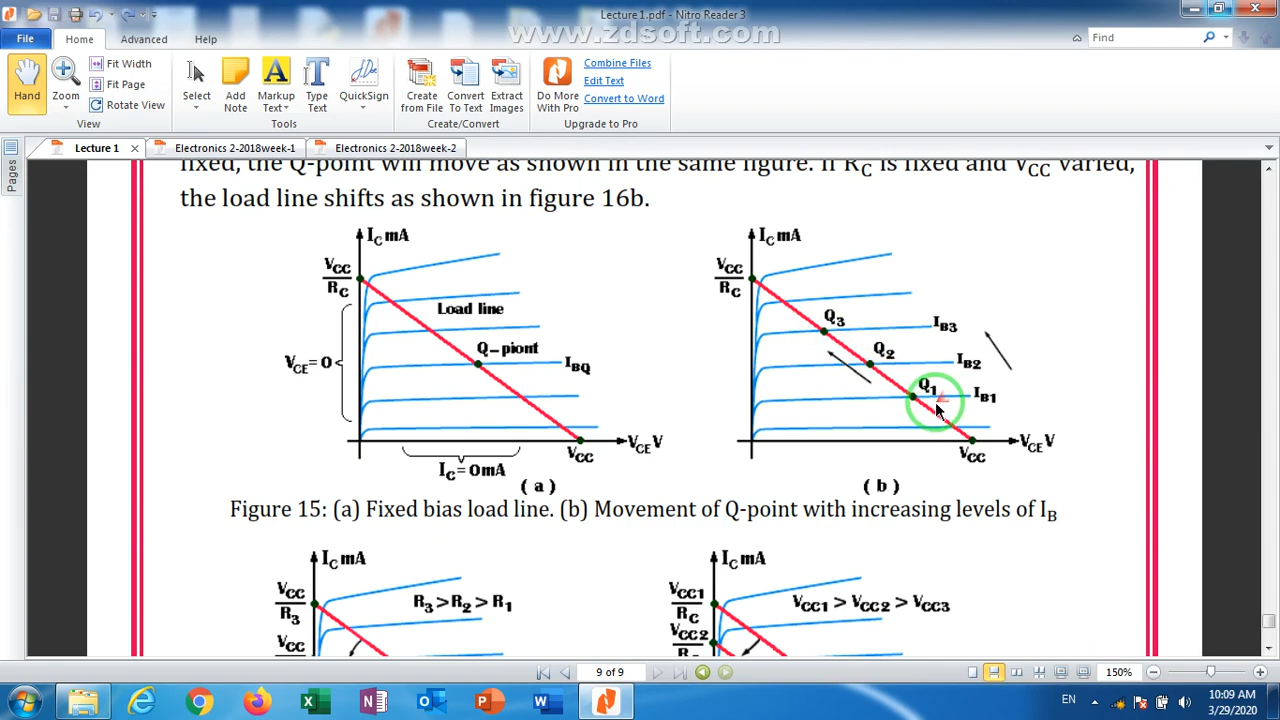 Lecture 1.pdf - Nitro Reader 3
www.zdsoft.com
File Home Advanced Help
Find
Hand
Zoom
Fit Width
Fit Page
Rotate View
View
Select
Add Note
Markup Text
Type Text
QuickSign
Tools
Create from File
Convert To Text
Extract Images
Create/Convert
Do More With Pro
Combine Files
Edit Text
Convert to Word
Upgrade to Pro
Lecture 1
Electronics 2-2018week-1
Electronics 2-2018week-2
Pages
fixed, the Q-point will move as shown in the same figure. If RC is fixed and VCC varied,
the load line shifts as shown in figure 16b.
IC mA
VCC
RC
Load line
Q-piont
IBQ
VCE=0
VCC
VCE V
IC=0mA
(a)
IC mA
VCC
RC
Q3
IB3
Q2
IB2
Q1
IB1
VCC
VCE V
(b)
Figure 15: (a) Fixed bias load line. (b) Movement of Q-point with increasing levels of IB
IC mA
VCC
R3
R3 >R2 > R1
VCC
IC mA
VCC1
RC
VCC1 > VCC2 > VCC3
VCC2
9 of 9
150%
EN
10:09 AM
3/29/2020